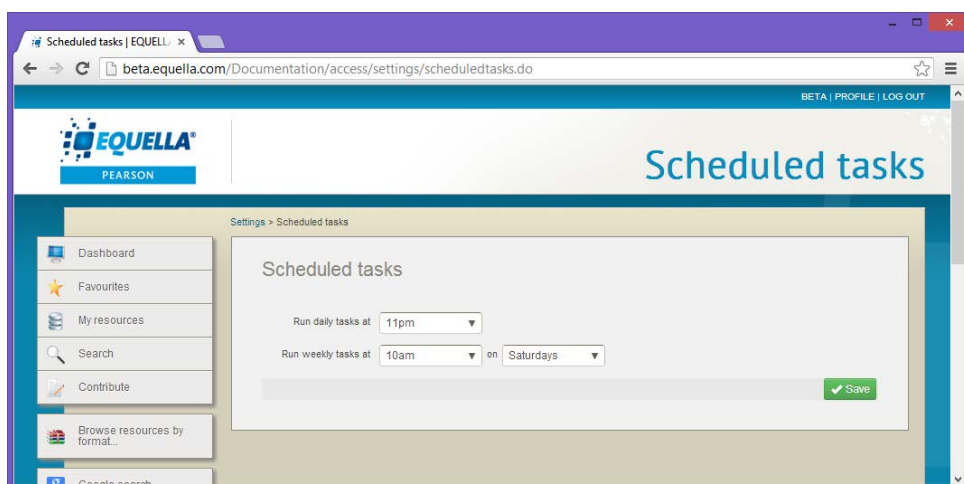 Scheduled tasks | EQUELL
beta.equella.com/Documentation/access/settings/scheduledtasks.do
BETA | PROFILE | LOG OUT
EQUELLA®
PEARSON
Scheduled tasks
Settings > Scheduled tasks
Dashboard
Favourites
My resources
Search
Contribute
Browse resources by
format...
Google search
Scheduled tasks
Run daily tasks at 11pm
Run weekly tasks at 10am on Saturdays
Save